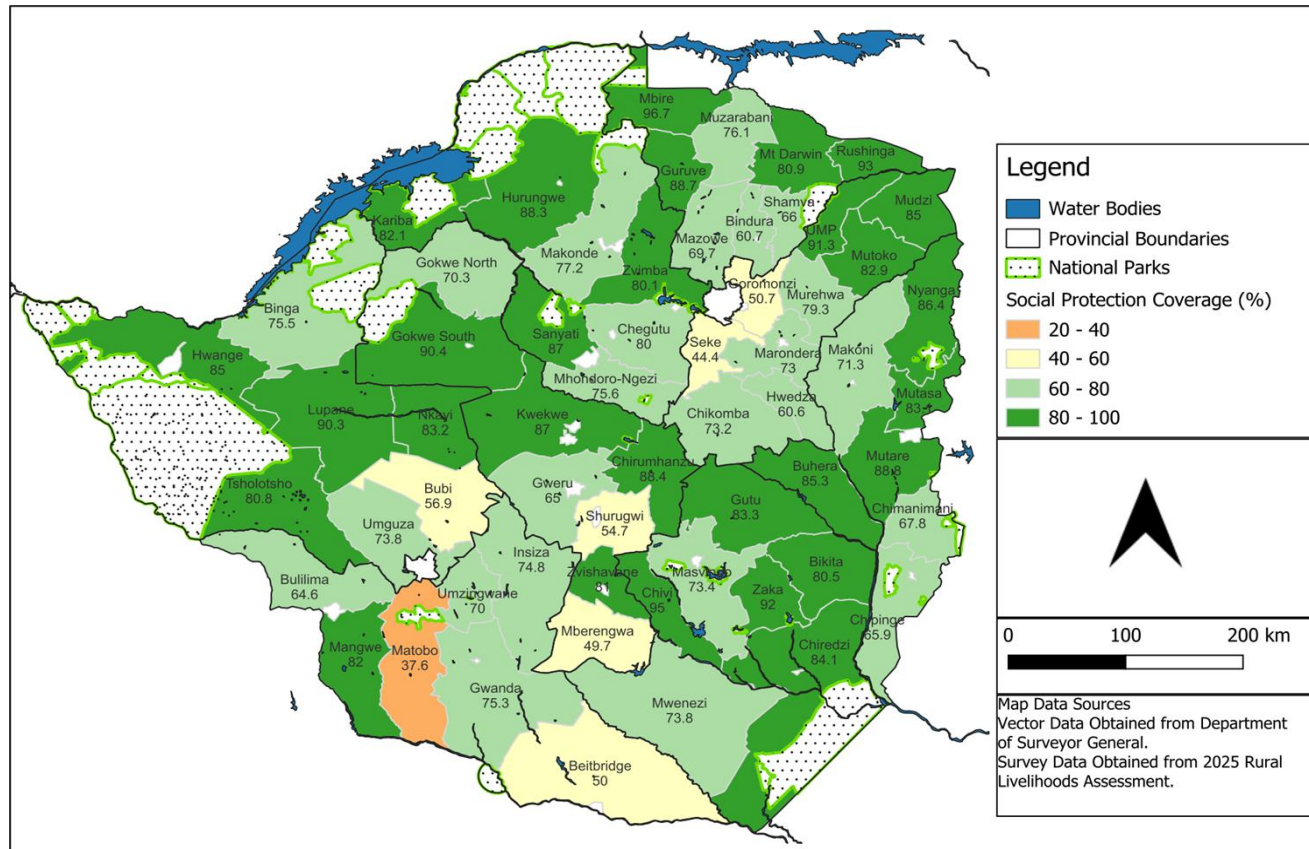 Mbire
96.7
Muzarabani
76.1
Mt Darwin
80.9
Rushinga
93
Guruve
88.7
Hurungwe
88.3
Shamva
66
Mudzi
85
Kariba
82.1
Bindura
60.7
UMP
91.3
Mazowe
69.7
Makonde
77.2
Mutoko
82.9
Gokwe North
70.3
Zvimba
80.1
Goromonzi
50.7
Murehwa
79.3
Nyanga
86.4
Binga
75.5
Chegutu
80
Sanyati
87
Gokwe South
90.4
Seke
44.4
Marondera
73
Makoni
71.3
Hwange
85
Mhondoro-Ngezi
75.6
Hwedza
60.6
Mutasa
83.1
Lupane
90.3
Nkayi
83.2
Kwekwe
87
Chikomba
73.2
Mutare
88.8
Chirumhanzu
88.4
Buhera
85.3
Tsholotsho
80.8
Bubi
56.9
Gweru
65
Gutu
83.3
Chimanimani
67.8
Shurugwi
54.7
Umguza
73.8
Insiza
74.8
Bikita
80.5
Bulilima
64.6
Zvishavane
81
Masvingo
73.4
Umzingwane
70
Chivi
95
Zaka
92
Chipinge
65.9
Mangwe
82
Matobo
37.6
Mberengwa
49.7
Chiredzi
84.1
Gwanda
75.3
Mwenezi
73.8
Beitbridge
50
Legend
Water Bodies
Provincial Boundaries
National Parks
Social Protection Coverage (%)
20 - 40
40 - 60
60 - 80
80 - 100
0 100 200 km
Map Data Sources
Vector Data Obtained from Department
of Surveyor General.
Survey Data Obtained from 2025 Rural
Livelihoods Assessment.